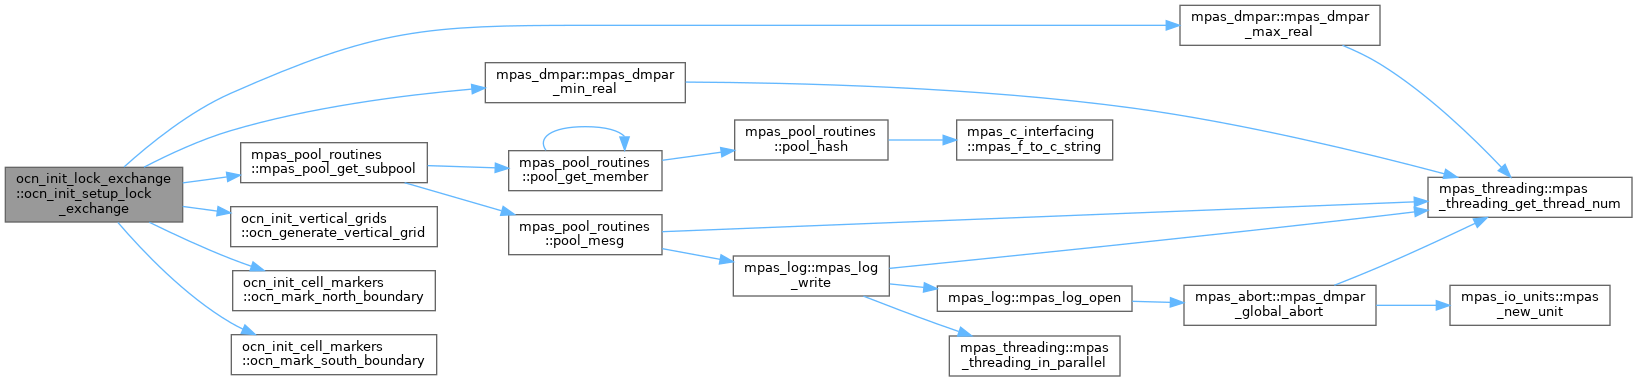 mpas_dmpar::mpas_dmpar
_max_real
mpas_dmpar::mpas_dmpar
_min_real
mpas_pool_routines
::pool_hash
mpas_c_interfacing
::mpas_f_to_c_string
mpas_pool_routines
::mpas_pool_get_subpool
mpas_pool_routines
::pool_get_member
ocn_init_lock_exchange
::ocn_init_setup_lock
_exchange
mpas_threading::mpas
_threading_get_thread_num
ocn_init_vertical_grids
::ocn_generate_vertical_grid
mpas_pool_routines
::pool_mesg
mpas_log::mpas_log
_write
ocn_init_cell_markers
::ocn_mark_north_boundary
mpas_log::mpas_log_open
mpas_abort::mpas_dmpar
_global_abort
mpas_io_units::mpas
_new_unit
ocn_init_cell_markers
::ocn_mark_south_boundary
mpas_threading::mpas
_threading_in_parallel